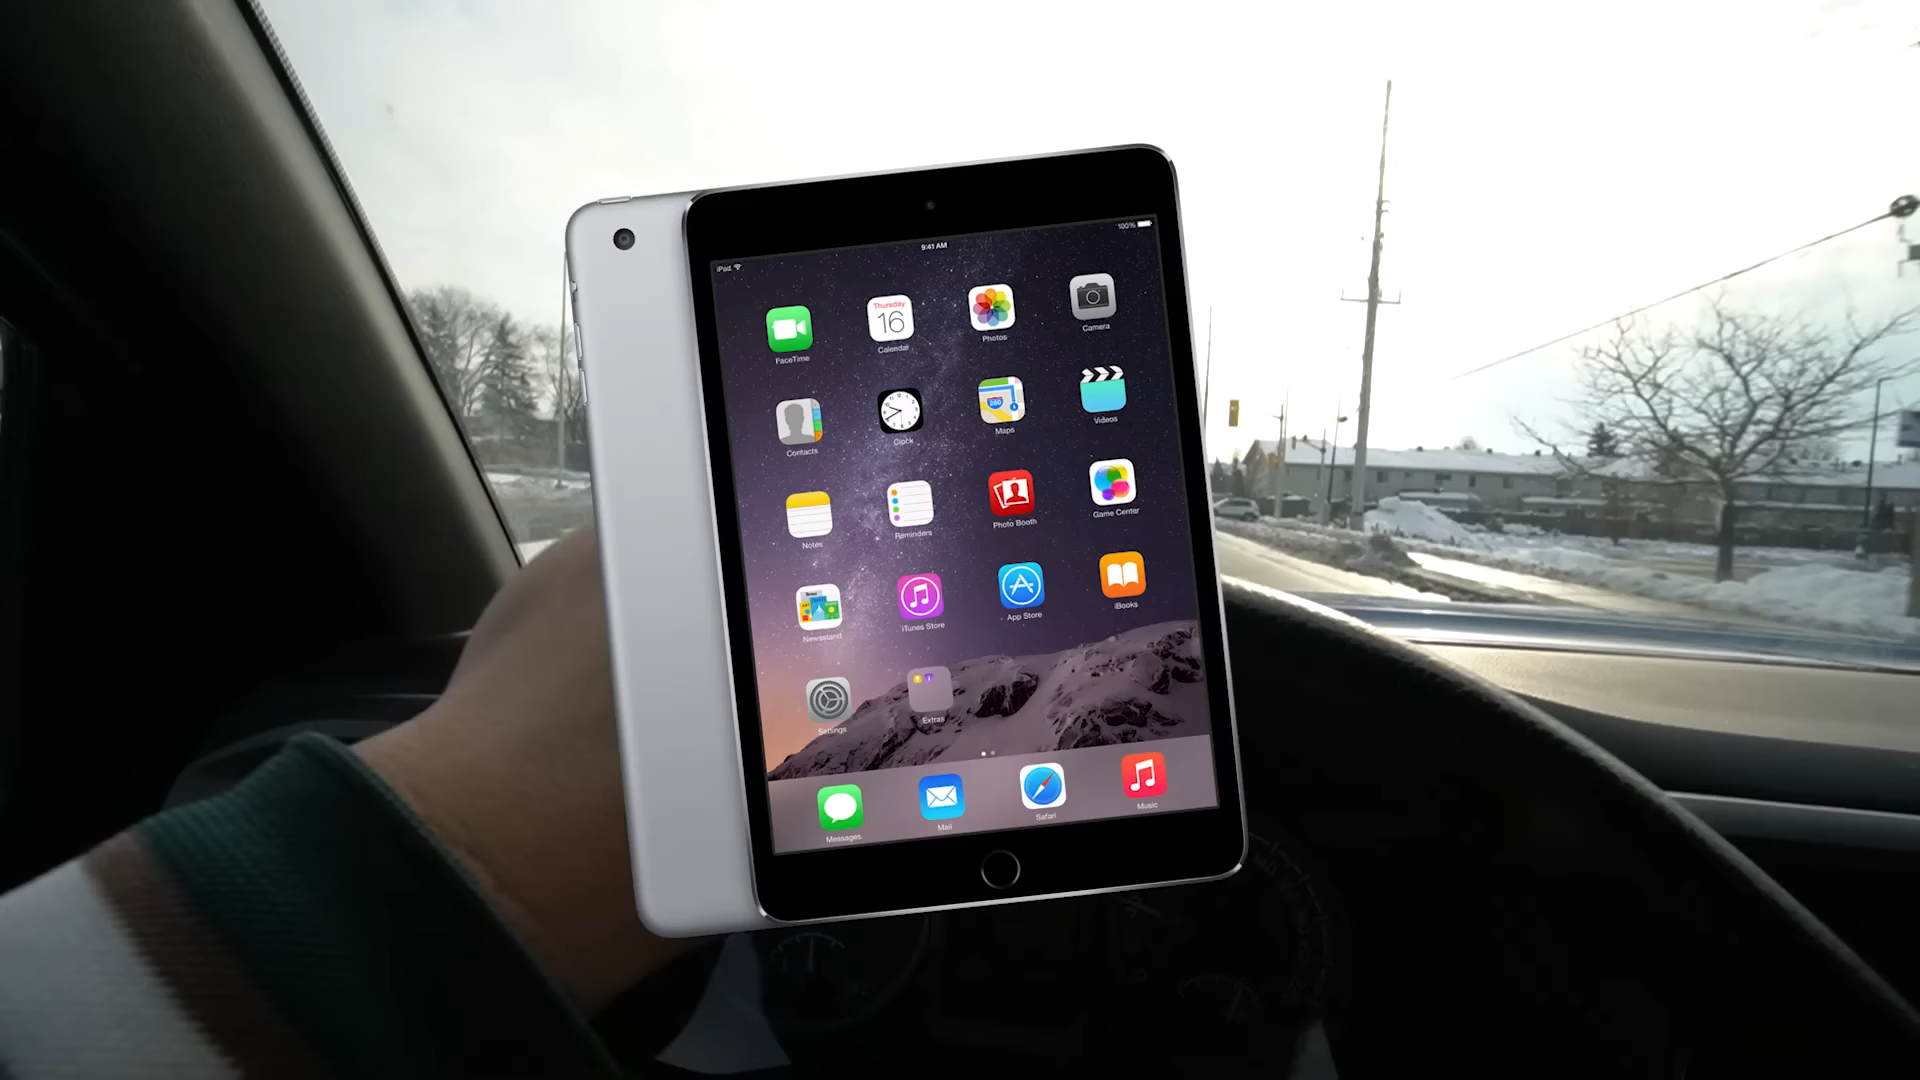 iPad
9:41 AM
100%
FaceTime
Thursday
16
Calendar
Photos
Camera
Contacts
Clock
280
Maps
Videos
Notes
Reminders
Photo Booth
Game Center
Newsstand
iTunes Store
App Store
iBooks
Settings
Extras
Messages
Mail
Safari
Music